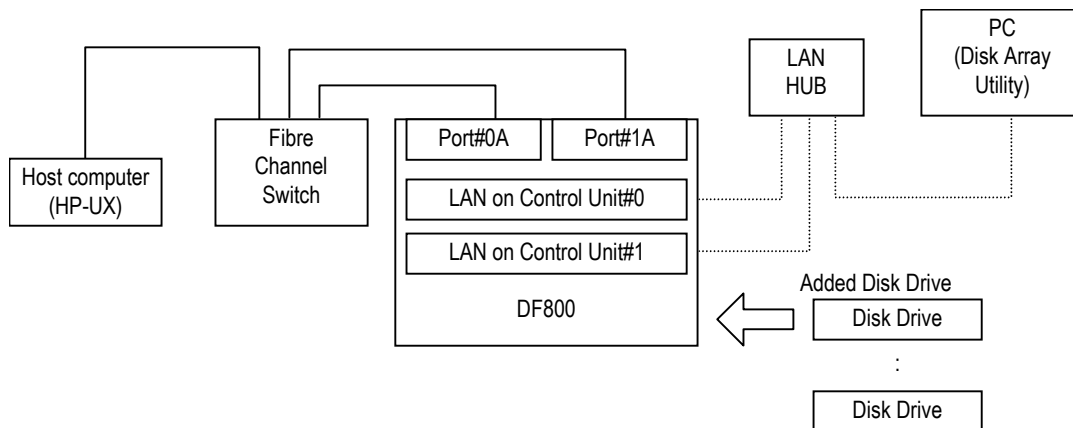 Host computer
(HP-UX)
Fibre
Channel
Switch
Port#0A
Port#1A
LAN on Control Unit#0
LAN on Control Unit#1
DF800
LAN
HUB
PC
(Disk Array
Utility)
Added Disk Drive
Disk Drive
:
Disk Drive